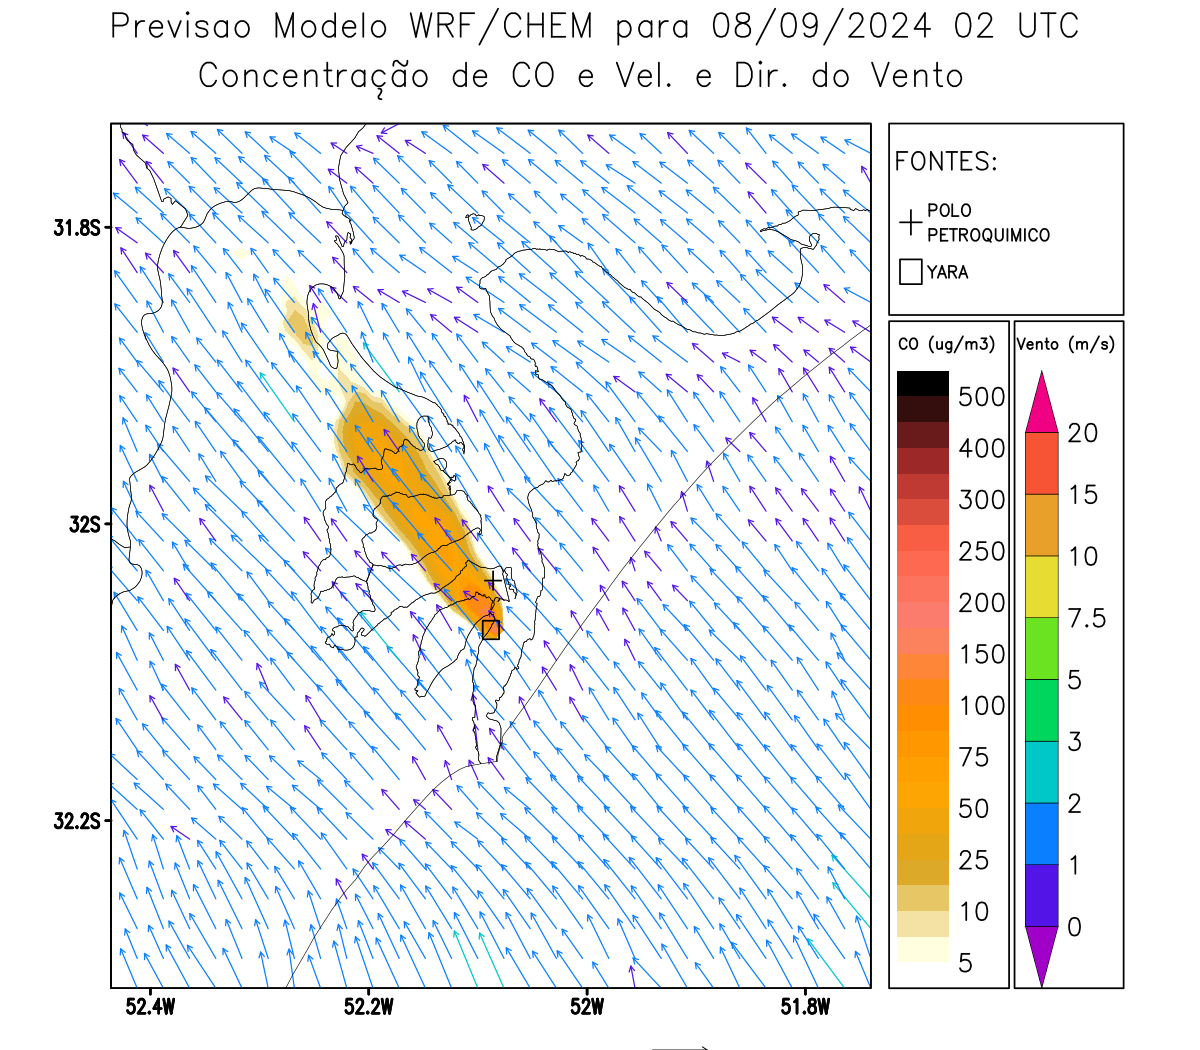 Previsao Modelo WRF/CHEM para 08/09/2024 02 UTC
Concentração de CO e Vel. e Dir. do Vento
FONTES:
POLO
PETROQUIMICO
YARA
31.8S
32S
32.2S
52.4W
52.2W
52W
51.8W
CO (ug/m3)
500
400
300
250
200
150
100
75
50
25
10
5
Vento (m/s)
20
15
10
7.5
5
3
2
1
0